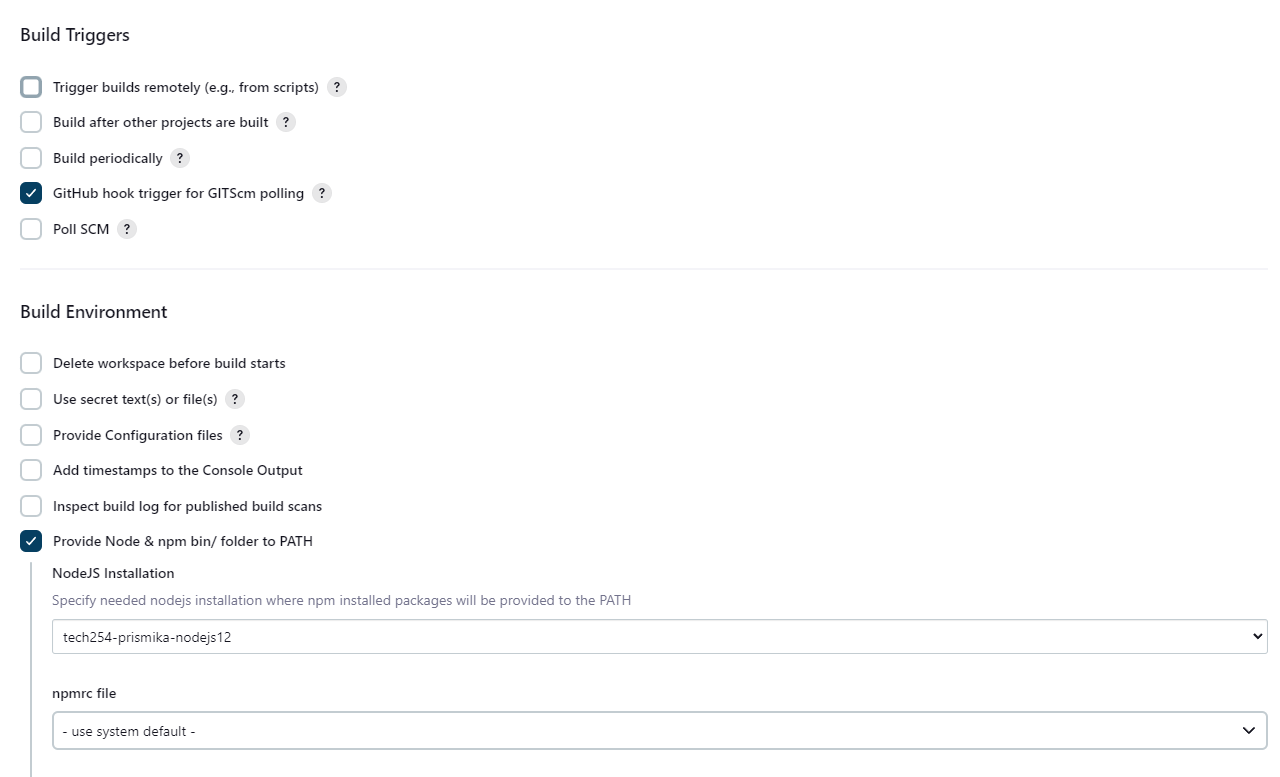 Build Triggers
Trigger builds remotely (e.g., from scripts) ?
Build after other projects are built ?
Build periodically ?
GitHub hook trigger for GITScm polling ?
Poll SCM ?
Build Environment
Delete workspace before build starts
Use secret text(s) or file(s) ?
Provide Configuration files ?
Add timestamps to the Console Output
Inspect build log for published build scans
Provide Node & npm bin/ folder to PATH
NodeJS Installation
Specify needed nodejs installation where npm installed packages will be provided to the PATH
tech254-prismika-nodejs12
npmrc file
- use system default -